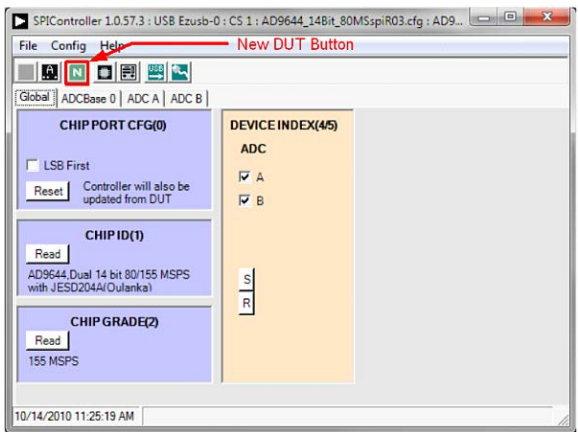 SPIController 1.0.57.3 : USB Ezusb-0 : CS 1 : AD9644_14Bit_80MSspiR03.cfg : AD9...
File Config Help
New DUT Button
A N USB
Global ADCBase 0 ADC A ADC B
CHIP PORT CFG(0)
LSB First
Reset
Controller will also be
updated from DUT
CHIP ID(1)
Read
AD9644,Dual 14 bit 80/155 MSPS
with JESD204A(Oulanka)
CHIP GRADE(2)
Read
155 MSPS
DEVICE INDEX(4/5)
ADC
A
B
S
R
10/14/2010 11:25:19 AM